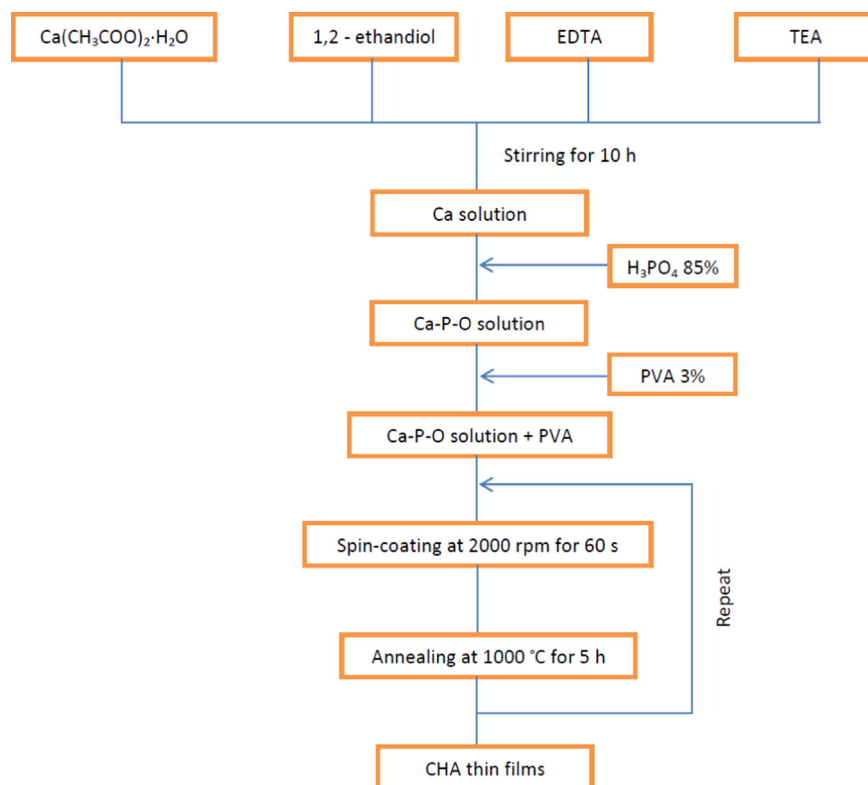 Ca(CH₃COO)₂·H₂O
1,2 - ethandiol
EDTA
TEA
Stirring for 10 h
Ca solution
H₃PO₄ 85%
Ca-P-O solution
PVA 3%
Ca-P-O solution + PVA
Spin-coating at 2000 rpm for 60 s
Repeat
Annealing at 1000 ˚C for 5 h
CHA thin films